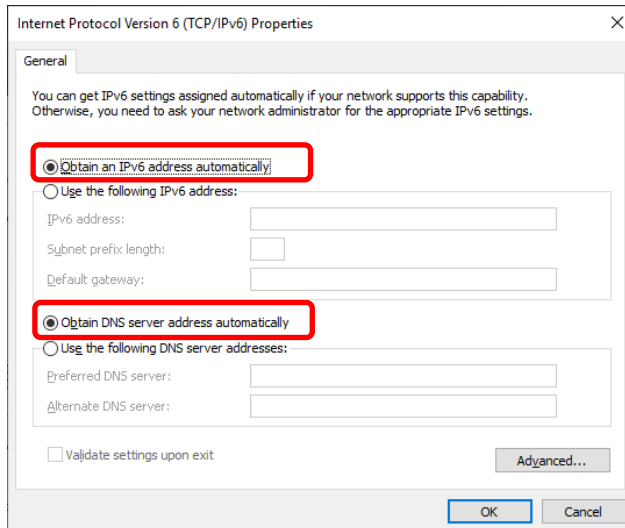 Internet Protocol Version 6 (TCP/IPv6) Properties
General
You can get IPv6 settings assigned automatically if your network supports this capability.
Otherwise, you need to ask your network administrator for the appropriate IPv6 settings.
Obtain an IPv6 address automatically
Use the following IPv6 address:
IPv6 address:
Subnet prefix length:
Default gateway:
Obtain DNS server address automatically
Use the following DNS server addresses:
Preferred DNS server:
Alternate DNS server:
Validate settings upon exit
Advanced...
OK Cancel